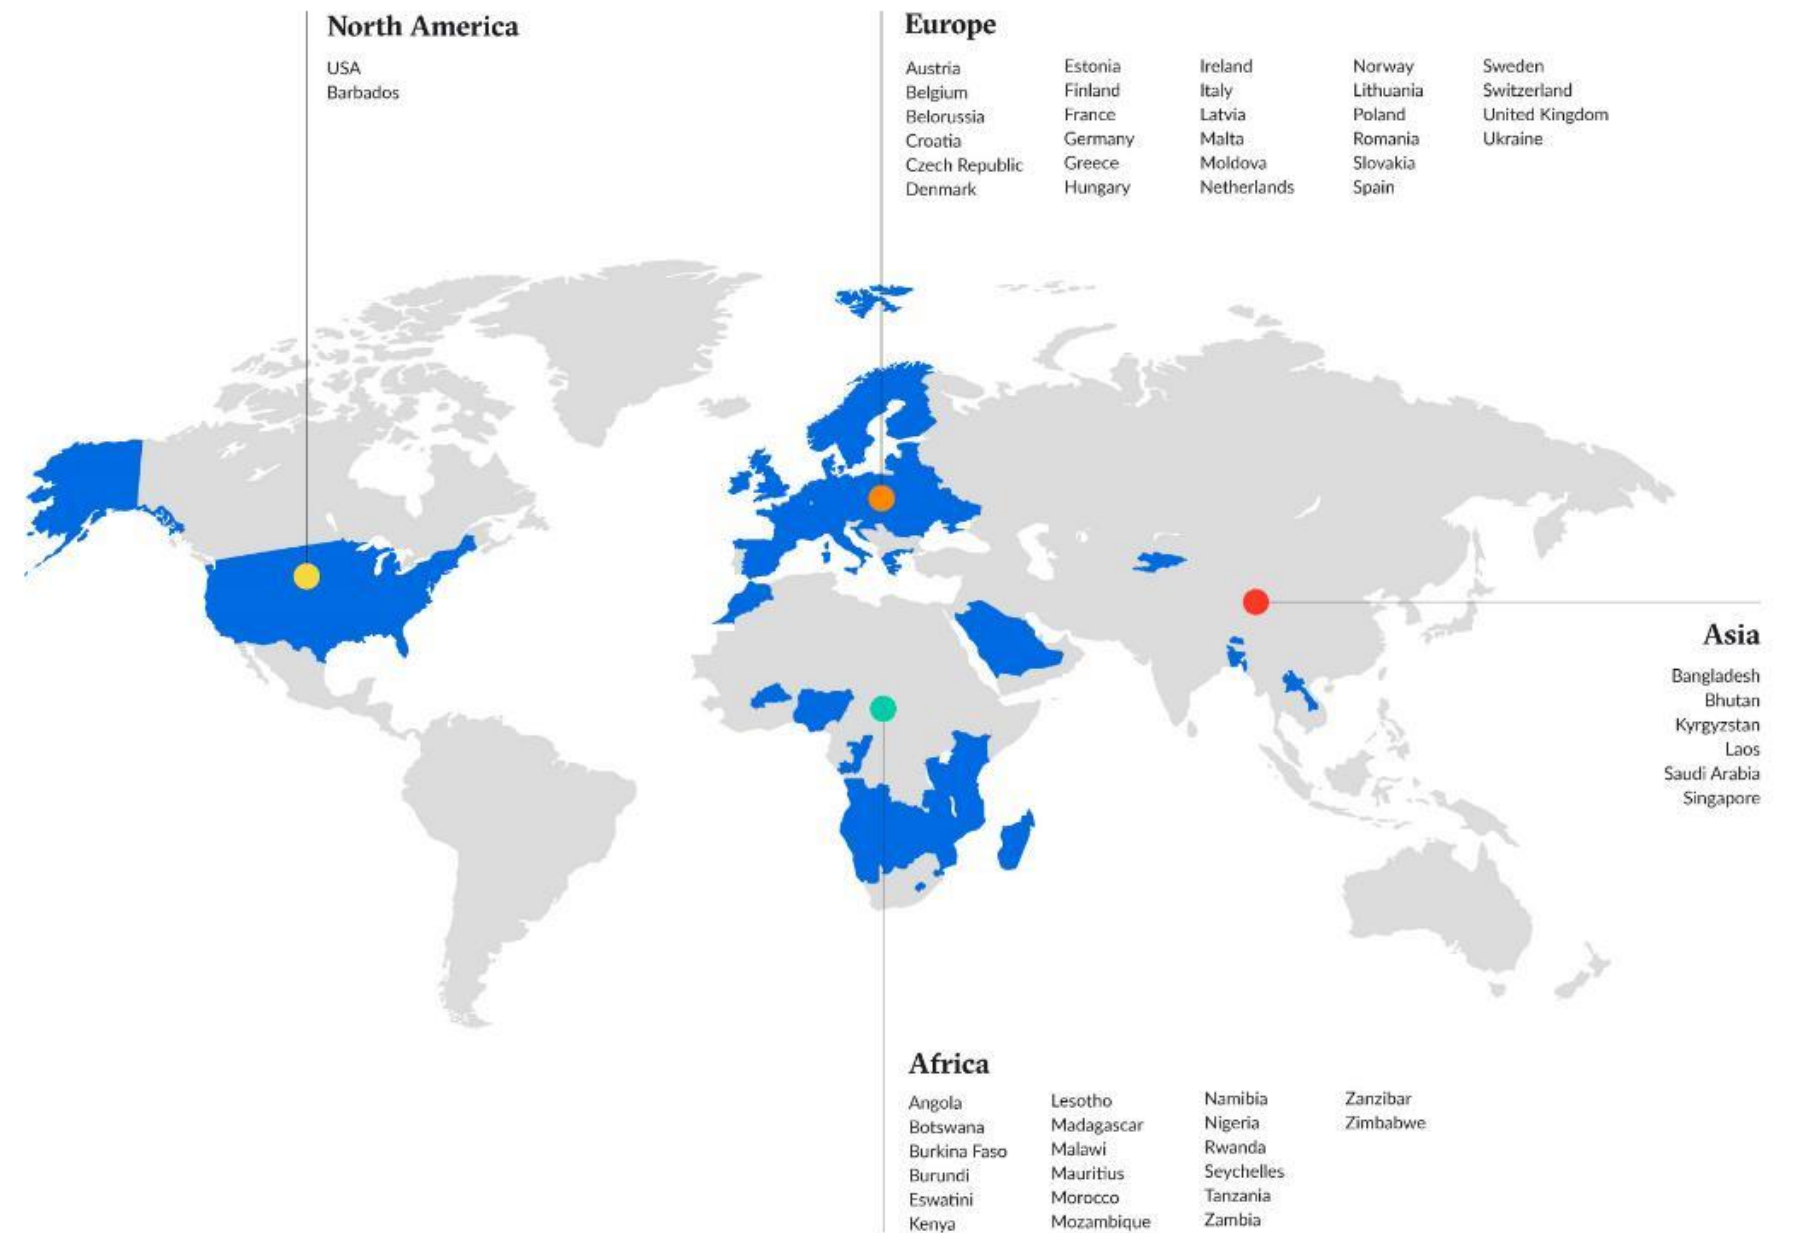 North America
USA
Barbados
Europe
Austria
Belgium
Belorussia
Croatia
Czech Republic
Denmark
Estonia
Finland
France
Germany
Greece
Hungary
Ireland
Italy
Latvia
Malta
Moldova
Netherlands
Norway
Lithuania
Poland
Romania
Slovakia
Spain
Sweden
Switzerland
United Kingdom
Ukraine
Asia
Bangladesh
Bhutan
Kyrgyzstan
Laos
Saudi Arabia
Singapore
Africa
Angola
Botswana
Burkina Faso
Burundi
Eswatini
Kenya
Lesotho
Madagascar
Malawi
Mauritius
Morocco
Mozambique
Namibia
Nigeria
Rwanda
Seychelles
Tanzania
Zambia
Zanzibar
Zimbabwe